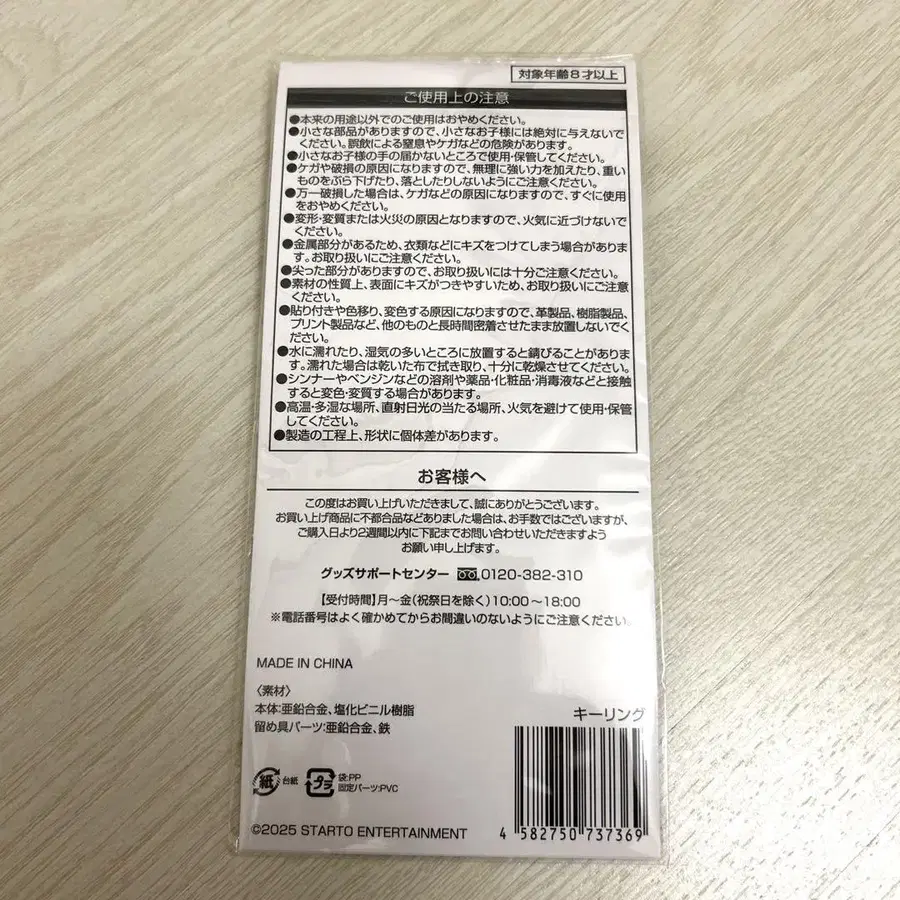 対象年齢8才以上
ご使用上の注意
●本来の用途以外でのご使用はおやめください。
●小さな部品がありますので、小さなお子様には絶対に与えないで
ください。誤飲による窒息やケガなどの危険があります。
●小さなお子様の手の届かないところで使用・保管してください。
●ケガや破損の原因になりますので、無理に強い力を加えたり、重い
ものをぶら下げたり、落としたりしないようにご注意ください。
●万一破損した場合は、ケガなどの原因になりますので、すぐに使用
をおやめください。
●変形・変質または火災の原因となりますので、火気に近づけないで
ください。
●金属部分があるため、衣類などにキズをつけてしまう場合がありま
す。お取り扱いにご注意ください。
●尖った部分がありますので、お取り扱いには十分ご注意ください。
●素材の性質上、表面にキズがつきやすいため、お取り扱いにご注意
ください。
●貼り付きや色移り、変色する原因になりますので、革製品、樹脂製品、
プリント製品など、他のものと長時間密着させたまま放置しないでく
ださい。
●水に濡れたり、湿気の多いところに放置すると錆びることがありま
す。濡れた場合は乾いた布で拭き取り、十分に乾燥させてください。
●シンナーやベンジンなどの溶剤や薬品・化粧品・消毒液などと接触
すると変色・変質する場合があります。
●高温・多湿な場所、直射日光の当たる場所、火気を避けて使用・保管
してください。
●製造の工程上、形状に個体差があります。
お客様へ
この度はお買い上げいただきまして、誠にありがとうございます。
お買い上げ商品に不都合品などありました場合は、お手数ではございますが、
ご購入日より2週間以内に下記までお問い合わせいただきますよう
お願い申し上げます。
グッズサポートセンター 0120-382-310
【受付時間】月〜金(祝祭日を除く)10:00〜18:00
※電話番号はよく確かめてからお間違いのないようにご注意ください。
MADE IN CHINA
〈素材〉
本体:亜鉛合金、塩化ビニル樹脂
留め具パーツ:亜鉛合金、鉄
キーリング
紙 台紙 プラ 袋:PP
固定パーツ:PVC
©2025 STARTO ENTERTAINMENT
4 582750 737369